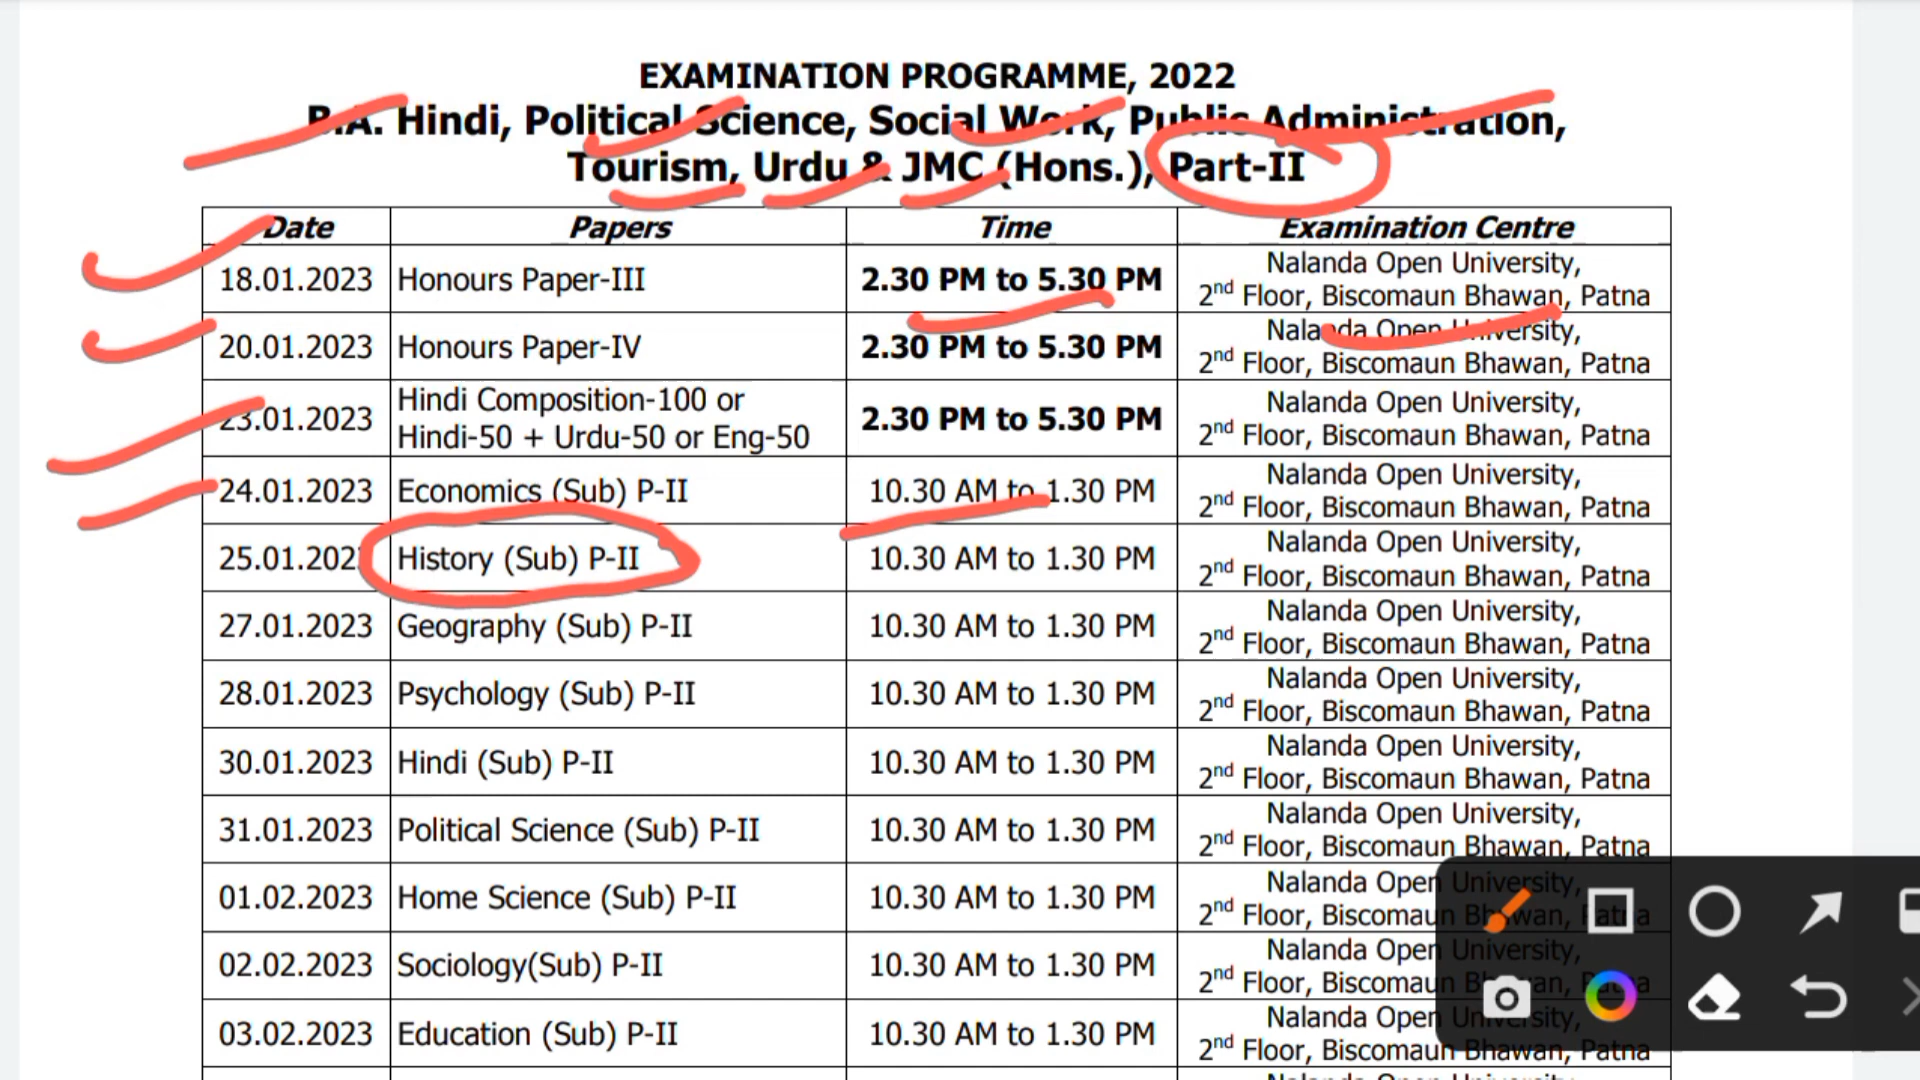 EXAMINATION PROGRAMME, 2022
B.A. Hindi, Political Science, Social Work, Public Administration,
Tourism, Urdu & JMC (Hons.), Part-II
Date Papers Time Examination Centre
18.01.2023 Honours Paper-III 2.30 PM to 5.30 PM Nalanda Open University,
2nd Floor, Biscomaun Bhawan, Patna
20.01.2023 Honours Paper-IV 2.30 PM to 5.30 PM Nalanda Open University,
2nd Floor, Biscomaun Bhawan, Patna
23.01.2023 Hindi Composition-100 or
Hindi-50 + Urdu-50 or Eng-50 2.30 PM to 5.30 PM Nalanda Open University,
2nd Floor, Biscomaun Bhawan, Patna
24.01.2023 Economics (Sub) P-II 10.30 AM to 1.30 PM Nalanda Open University,
2nd Floor, Biscomaun Bhawan, Patna
25.01.2023 History (Sub) P-II 10.30 AM to 1.30 PM Nalanda Open University,
2nd Floor, Biscomaun Bhawan, Patna
27.01.2023 Geography (Sub) P-II 10.30 AM to 1.30 PM Nalanda Open University,
2nd Floor, Biscomaun Bhawan, Patna
28.01.2023 Psychology (Sub) P-II 10.30 AM to 1.30 PM Nalanda Open University,
2nd Floor, Biscomaun Bhawan, Patna
30.01.2023 Hindi (Sub) P-II 10.30 AM to 1.30 PM Nalanda Open University,
2nd Floor, Biscomaun Bhawan, Patna
31.01.2023 Political Science (Sub) P-II 10.30 AM to 1.30 PM Nalanda Open University,
2nd Floor, Biscomaun Bhawan, Patna
01.02.2023 Home Science (Sub) P-II 10.30 AM to 1.30 PM Nalanda Open University,
2nd Floor, Biscomaun Bhawan, Patna
02.02.2023 Sociology(Sub) P-II 10.30 AM to 1.30 PM Nalanda Open University,
2nd Floor, Biscomaun Bhawan, Patna
03.02.2023 Education (Sub) P-II 10.30 AM to 1.30 PM Nalanda Open University,
2nd Floor, Biscomaun Bhawan, Patna